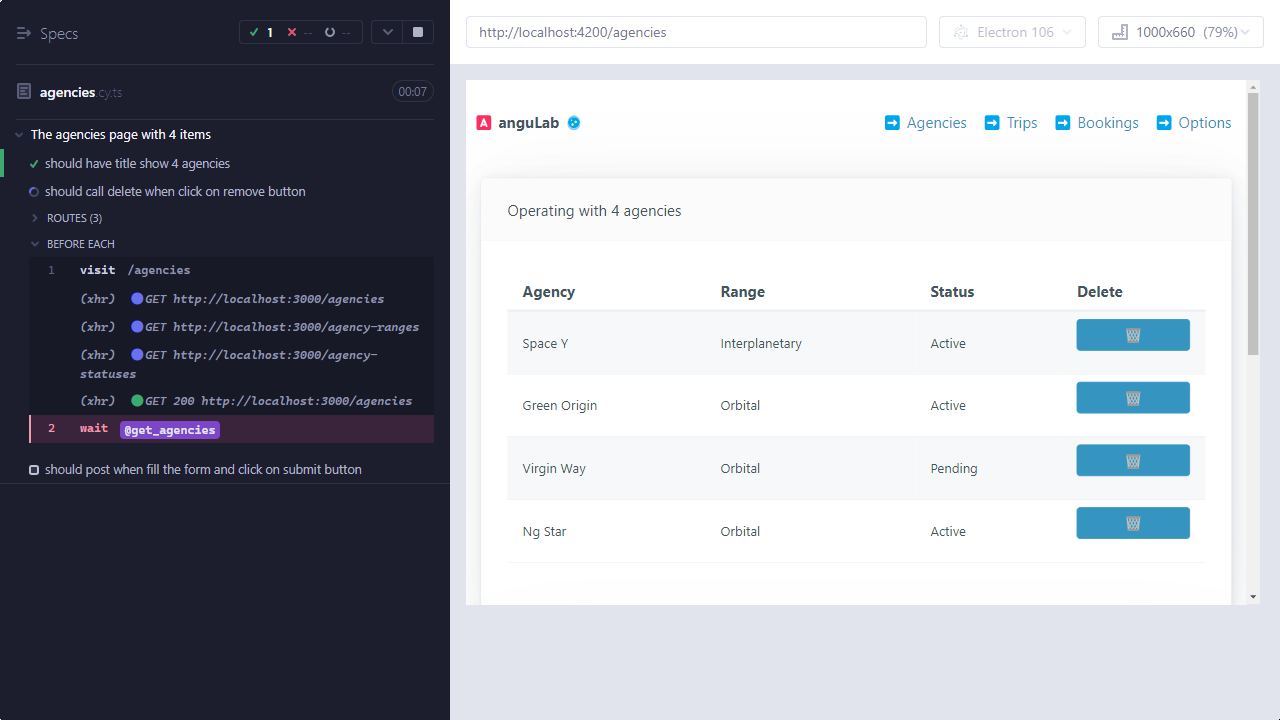 Specs
1
--
--
agencies cy.ts
00:07
The agencies page with 4 items
should have title show 4 agencies
should call delete when click on remove button
ROUTES (3)
BEFORE EACH
1 visit /agencies
(xhr) GET http://localhost:3000/agencies
(xhr) GET http://localhost:3000/agency-ranges
(xhr) GET http://localhost:3000/agency-
statuses
(xhr) GET 200 http://localhost:3000/agencies
2 wait @get_agencies
should post when fill the form and click on submit button
http://localhost:4200/agencies
Electron 106
1000x660 (79%)
A anguLab
Agencies
Trips
Bookings
Options
Operating with 4 agencies
Agency Range Status Delete
Space Y Interplanetary Active
Green Origin Orbital Active
Virgin Way Orbital Pending
Ng Star Orbital Active